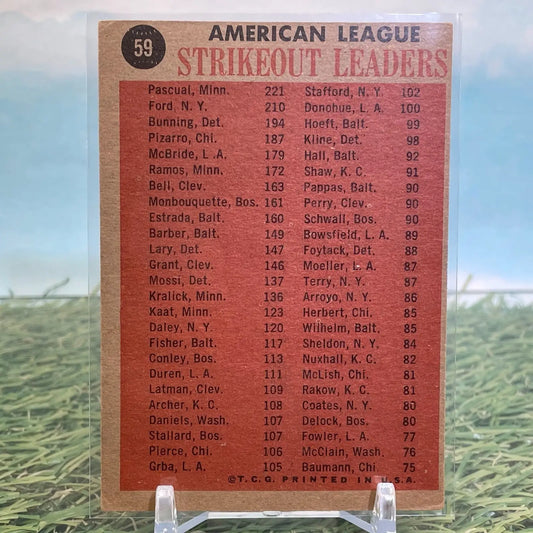 59
AMERICAN LEAGUE
STRIKEOUT LEADERS
Pascual, Minn. 221
Ford, N. Y. 210
Bunning, Det. 194
Pizarro, Chi. 187
McBride, L. A. 179
Ramos, Minn. 172
Bell, Clev. 163
Monbouquette, Bos. 161
Estrada, Balt. 160
Barber, Balt. 149
Lary, Det. 147
Grant, Clev. 146
Mossi, Det. 137
Kralick, Minn. 136
Kaat, Minn. 123
Daley, N. Y. 120
Fisher, Balt. 117
Conley, Bos. 113
Duren, L. A. 111
Latman, Clev. 109
Archer, K. C. 108
Daniels, Wash. 107
Stallard, Bos. 107
Pierce, Chi. 106
Grba, L. A. 105
Stafford, N. Y. 102
Donohue, L. A. 100
Hoeft, Balt. 99
Kline, Det. 98
Hall, Balt. 92
Shaw, K. C. 91
Pappas, Balt. 90
Perry, Clev. 90
Schwall, Bos. 90
Bowsfield, L. A. 89
Foytack, Det. 88
Moeller, L. A. 87
Terry, N. Y. 87
Arroyo, N. Y. 86
Herbert, Chi. 85
Wilhelm, Balt. 85
Sheldon, N. Y. 84
Nuxhall, K. C. 82
McLish, Chi. 81
Rakow, K. C. 81
Coates, N. Y. 80
Delock, Bos. 80
Fowler, L. A. 77
McClain, Wash. 76
Baumann, Chi. 75
©T.C.G. PRINTED IN U.S.A.